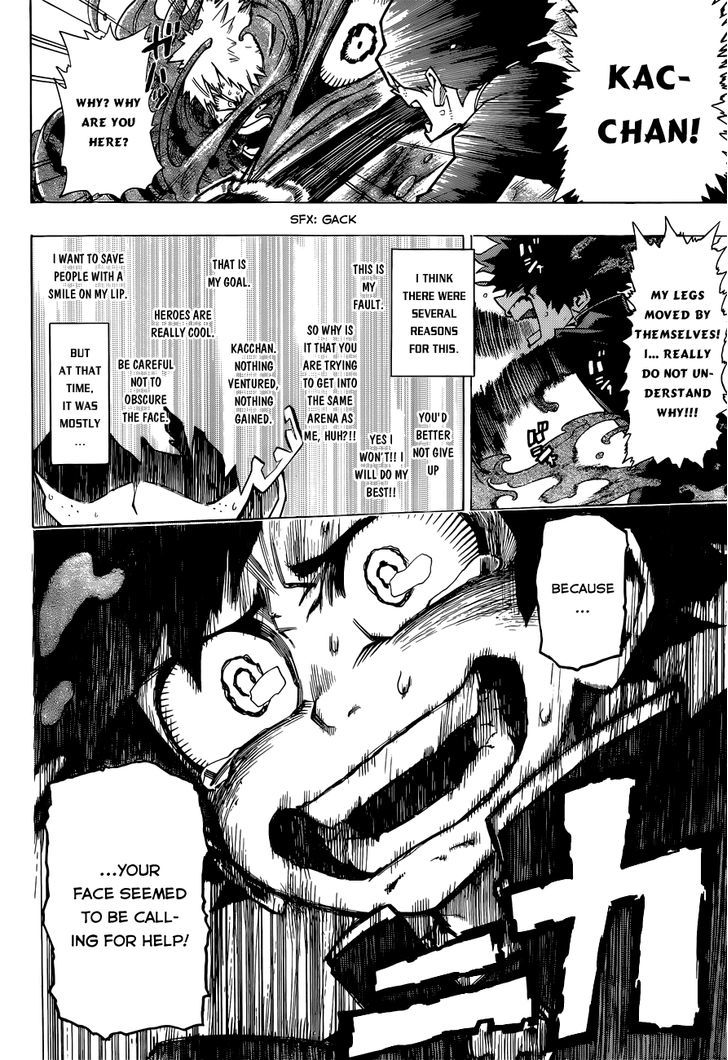 KAC-
CHAN!
ガハッ
WHY? WHY
ARE YOU
HERE?
SFX: GACK
MY LEGS
MOVED BY
THEMSELVES!
I... REALLY
DO NOT UN-
DERSTAND
WHY!!!
I THINK
THERE WERE
SEVERAL
REASONS
FOR THIS.
YOU'D
BETTER
NOT GIVE
UP
THIS IS
MY
FAULT.
YES I
WON'T!! I
WILL DO MY
BEST!!
SO WHY IS
IT THAT YOU
ARE TRYING
TO GET INTO
THE SAME
ARENA AS
ME, HUH?!!
KACCHAN.
NOTHING
VENTURED,
NOTHING
GAINED.
THAT IS
MY GOAL.
HEROES ARE
REALLY COOL.
BE CAREFUL
NOT TO
OBSCURE
THE FACE.
I WANT TO SAVE
PEOPLE WITH A
SMILE ON MY LIP.
BUT
AT THAT
TIME,
IT WAS
MOSTLY
...
BECAUSE
...
...YOUR
FACE SEEMED
TO BE CALL-
ING FOR HELP!